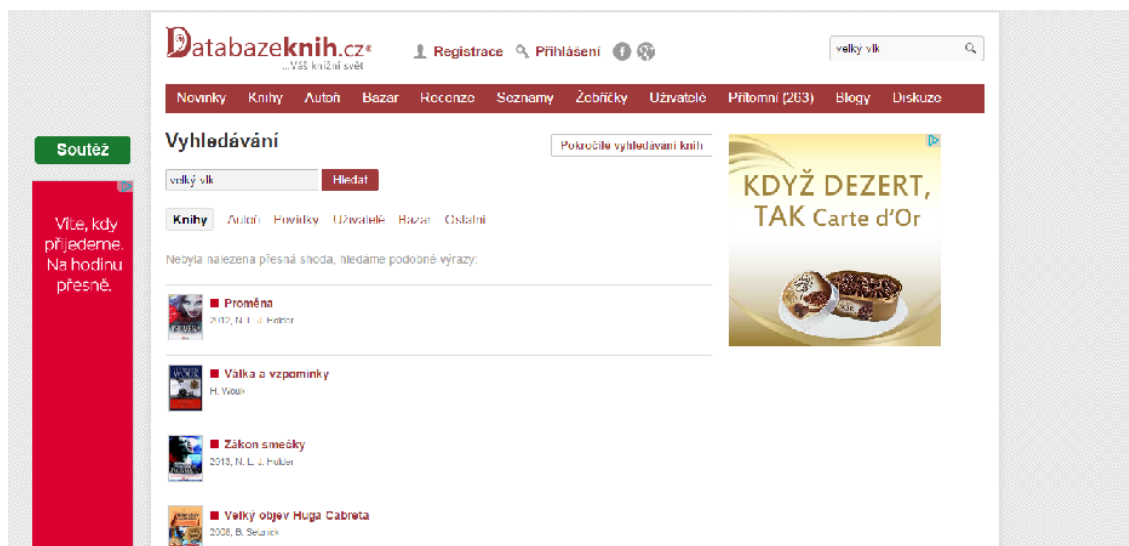 Databazeknih.cz®
...Váš knižní svět
Registrace Přihlášení
velký vlk
Novinky Knihy Autoři Bazar Recenze Seznamy Žebříčky Uživatelé Přítomní (263) Blogy Diskuze
Soutěž
Víte, kdy
přijedeme.
Na hodinu
přesně.
Vyhledávání
Pokročilé vyhledávání knih
velký vlk Hledat
Knihy Autoři Povídky Uživatelé Bazar Ostatní
Nebyla nalezena přesná shoda, hledáme podobné výrazy:
Proměna
2012, N. L. J. Holder
Válka a vzpomínky
H. Wouk
Zákon smečky
2013, N. L. J. Holder
Velký objev Huga Cabreta
2008, B. Selznick
KDYŽ DEZERT,
TAK Carte d'Or